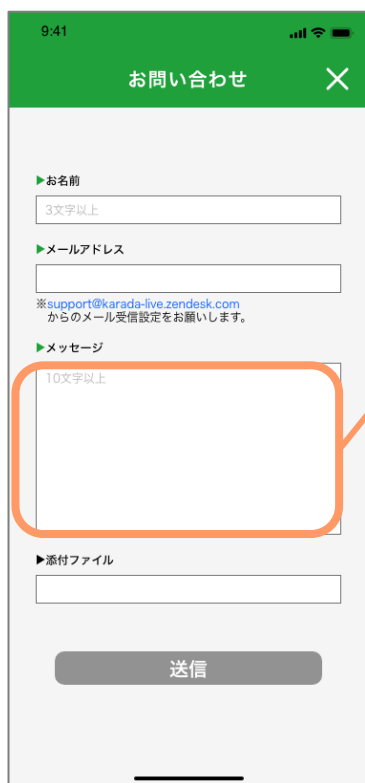 9:41
お問い合わせ
▶お名前
3文字以上
▶メールアドレス
※support@karada-live.zendesk.com
からのメール受信設定をお願いします。
▶メッセージ
10文字以上
▶添付ファイル
送信